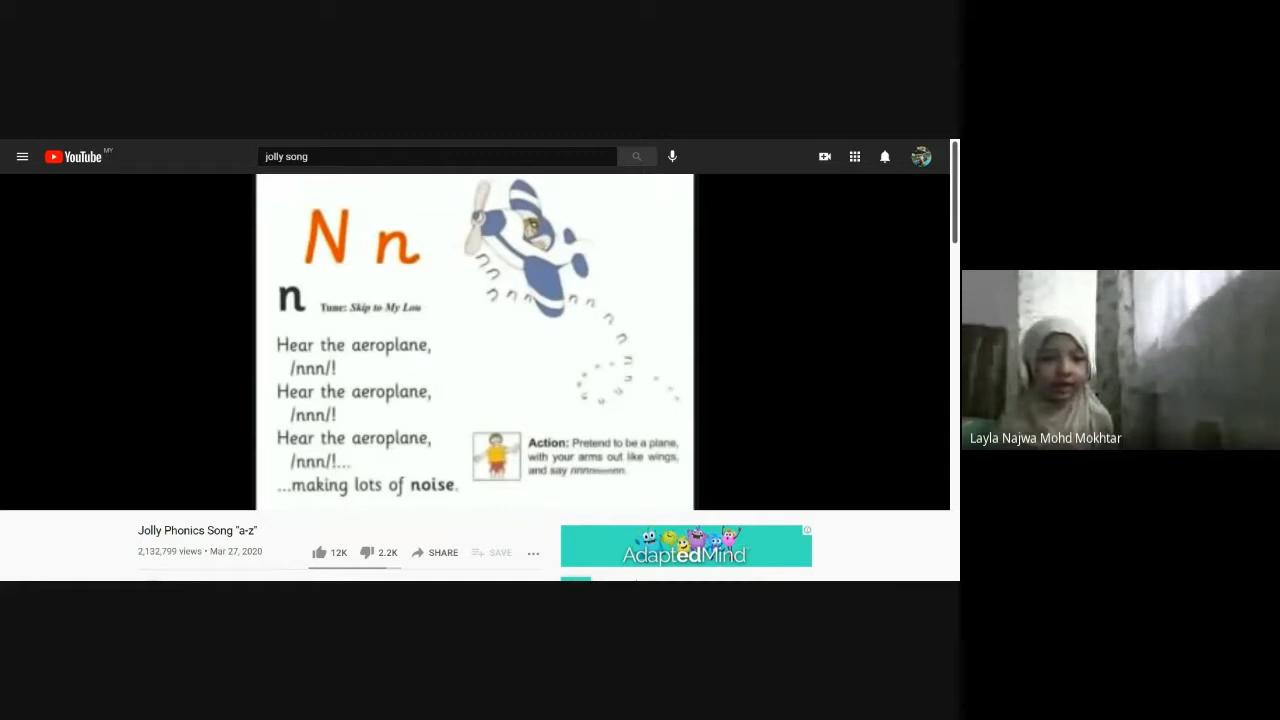 YouTube MY
jolly song
N n
n Tune: Skip to My Lou
Hear the aeroplane,
/nnn/!
Hear the aeroplane,
/nnn/!
Hear the aeroplane,
/nnn/!...
...making lots of noise.
Action: Pretend to be a plane,
with your arms out like wings,
and say
Layla Najwa Mohd Mokhtar
Jolly Phonics Song "a-z"
2,132,799 views • Mar 27, 2020
12K 2.2K SHARE SAVE
AdaptedMind